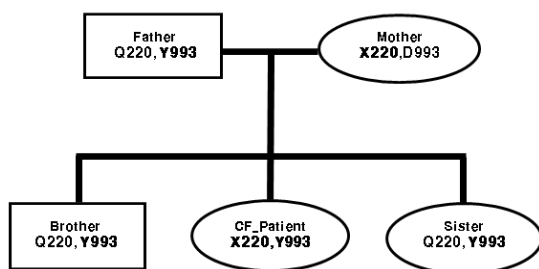 Father
Q220, Y993
Mother
X220,D993
Brother
Q220, Y993
CF_Patient
X220,Y993
Sister
Q220, Y993